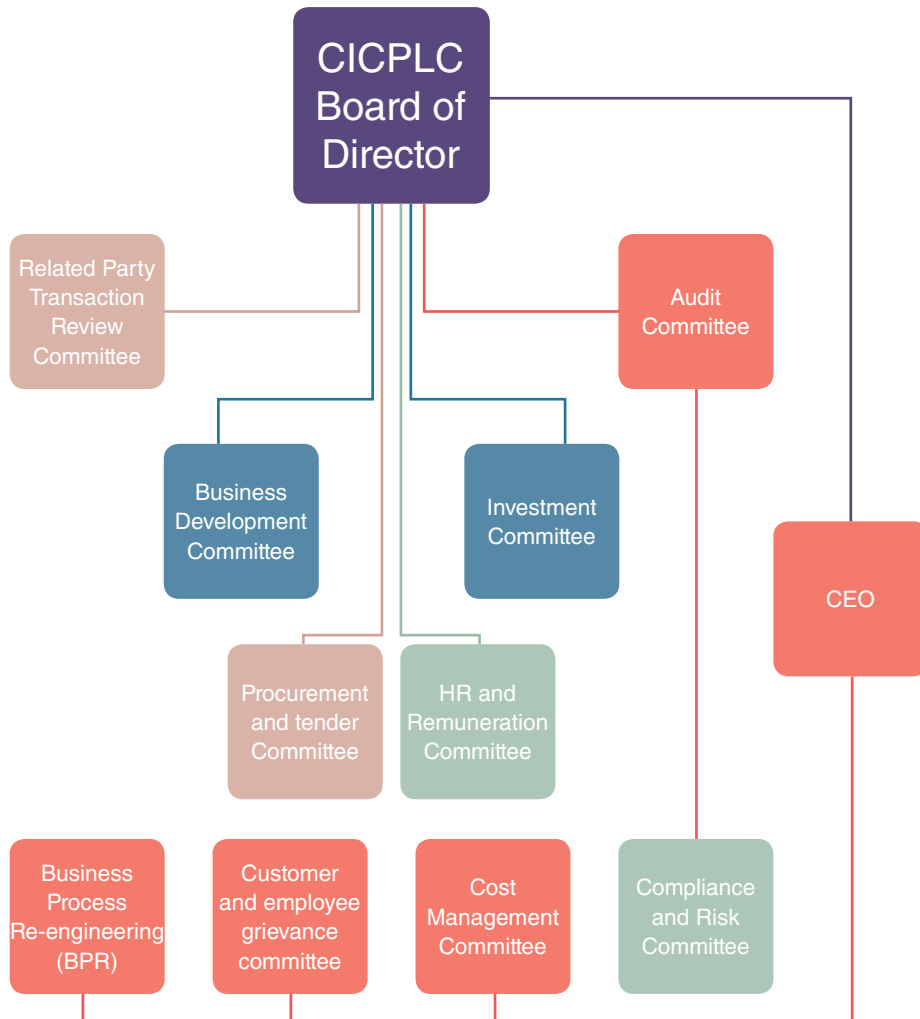 CICPLC
Board of
Director
Related Party
Transaction
Review
Committee
Audit
Committee
Business
Development
Committee
Investment
Committee
CEO
Procurement
and tender
Committee
HR and
Remuneration
Committee
Business
Process
Re-engineering
(BPR)
Customer
and employee
grievance
committee
Cost
Management
Committee
Compliance
and Risk
Committee